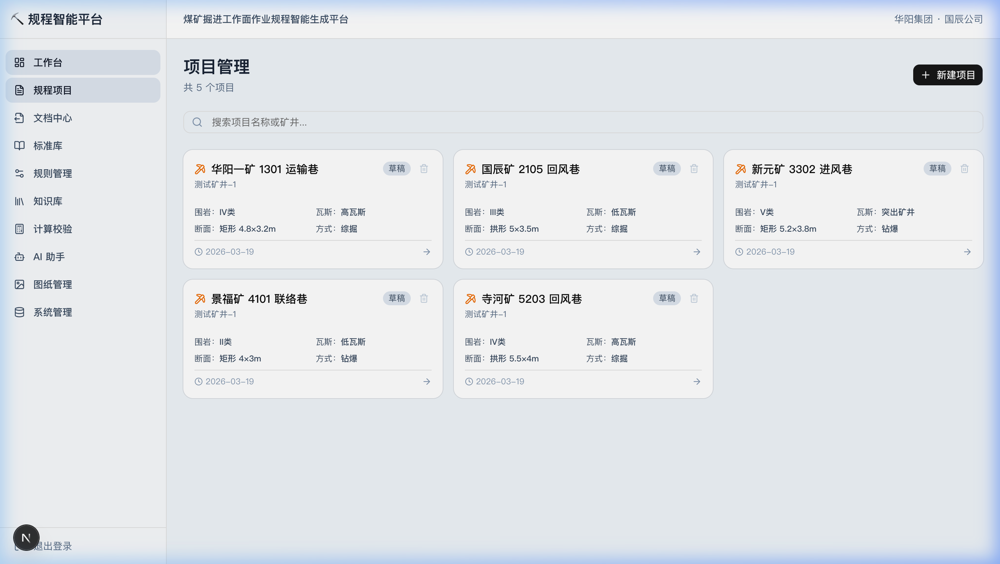 规程智能平台
煤矿掘进工作面作业规程智能生成平台
华阳集团 · 国辰公司
工作台
规程项目
文档中心
标准库
规则管理
知识库
计算校验
AI 助手
图纸管理
系统管理
退出登录
N
项目管理
共 5 个项目
新建项目
搜索项目名称或矿井...
华阳一矿 1301 运输巷
草稿
测试矿井-1
围岩： IV类
瓦斯： 高瓦斯
断面： 矩形 4.8×3.2m
方式： 综掘
2026-03-19
国辰矿 2105 回风巷
草稿
测试矿井-1
围岩： III类
瓦斯： 低瓦斯
断面： 拱形 5×3.5m
方式： 综掘
2026-03-19
新元矿 3302 进风巷
草稿
测试矿井-1
围岩： V类
瓦斯： 突出矿井
断面： 矩形 5.2×3.8m
方式： 钻爆
2026-03-19
景福矿 4101 联络巷
草稿
测试矿井-1
围岩： II类
瓦斯： 低瓦斯
断面： 矩形 4×3m
方式： 钻爆
2026-03-19
寺河矿 5203 回风巷
草稿
测试矿井-1
围岩： IV类
瓦斯： 高瓦斯
断面： 拱形 5.5×4m
方式： 综掘
2026-03-19